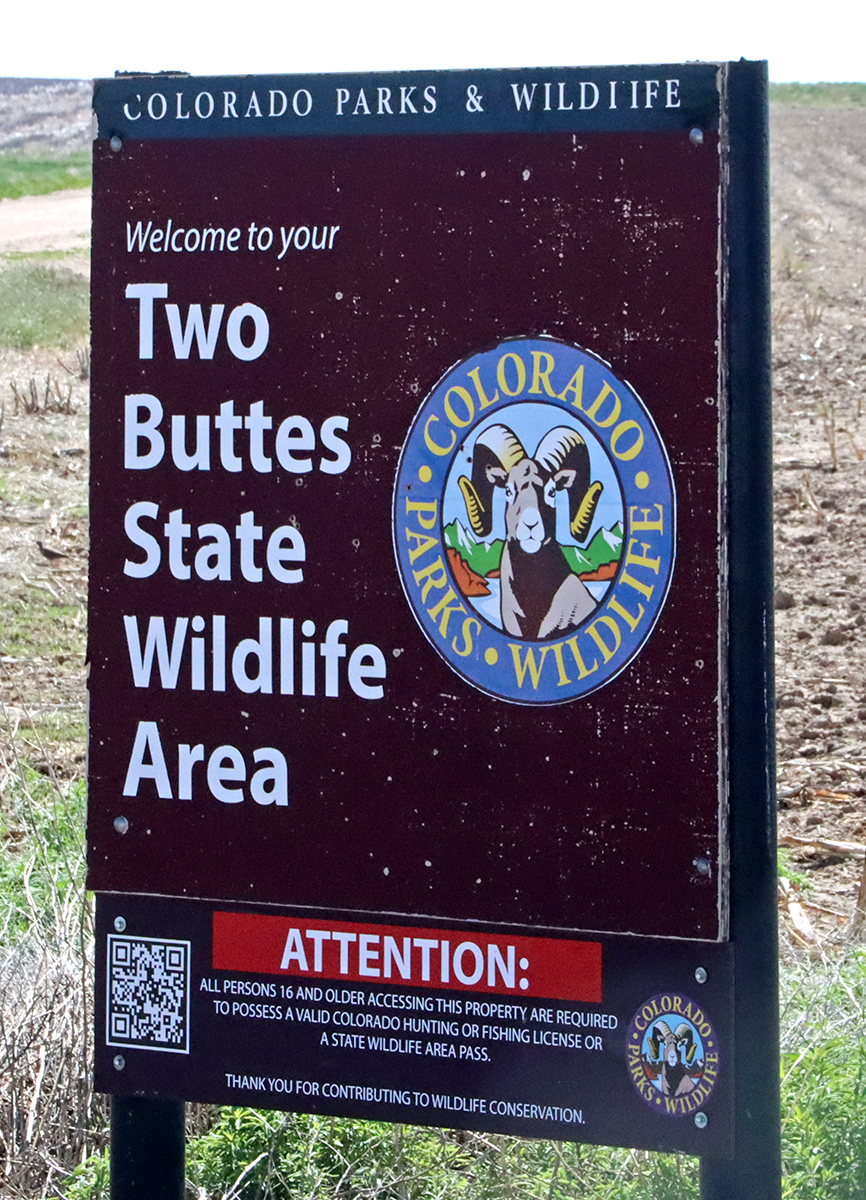 COLORADO PARKS & WILDLIFE
Welcome to your
Two
Buttes
State
Wildlife
Area
• COLORADO •
PARKS • WILDLIFE
ATTENTION:
ALL PERSONS 16 AND OLDER ACCESSING THIS PROPERTY ARE REQUIRED
TO POSSESS A VALID COLORADO HUNTING OR FISHING LICENSE OR
A STATE WILDLIFE AREA PASS.
THANK YOU FOR CONTRIBUTING TO WILDLIFE CONSERVATION.
• COLORADO •
PARKS • WILDLIFE